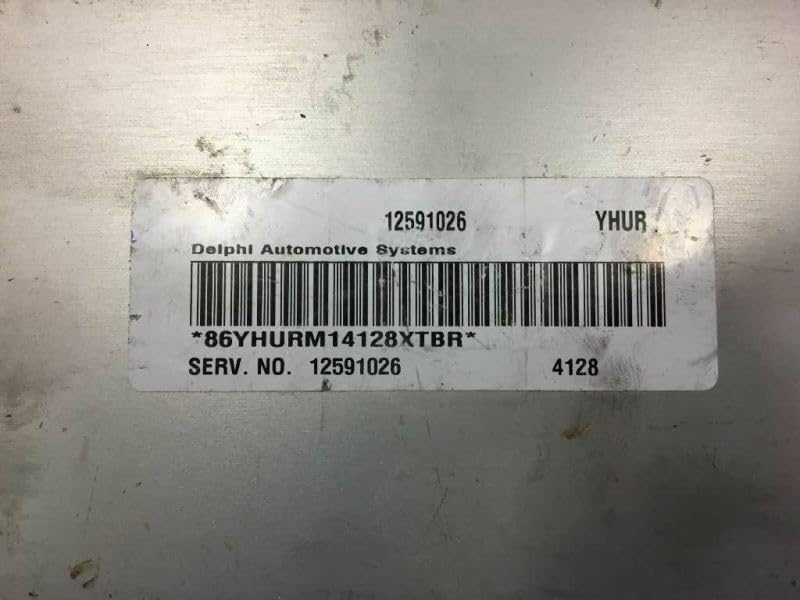 12591026 YHUR
Delphi Automotive Systems
*86YHURM14128XTBR*
SERV. NO. 12591026 4128